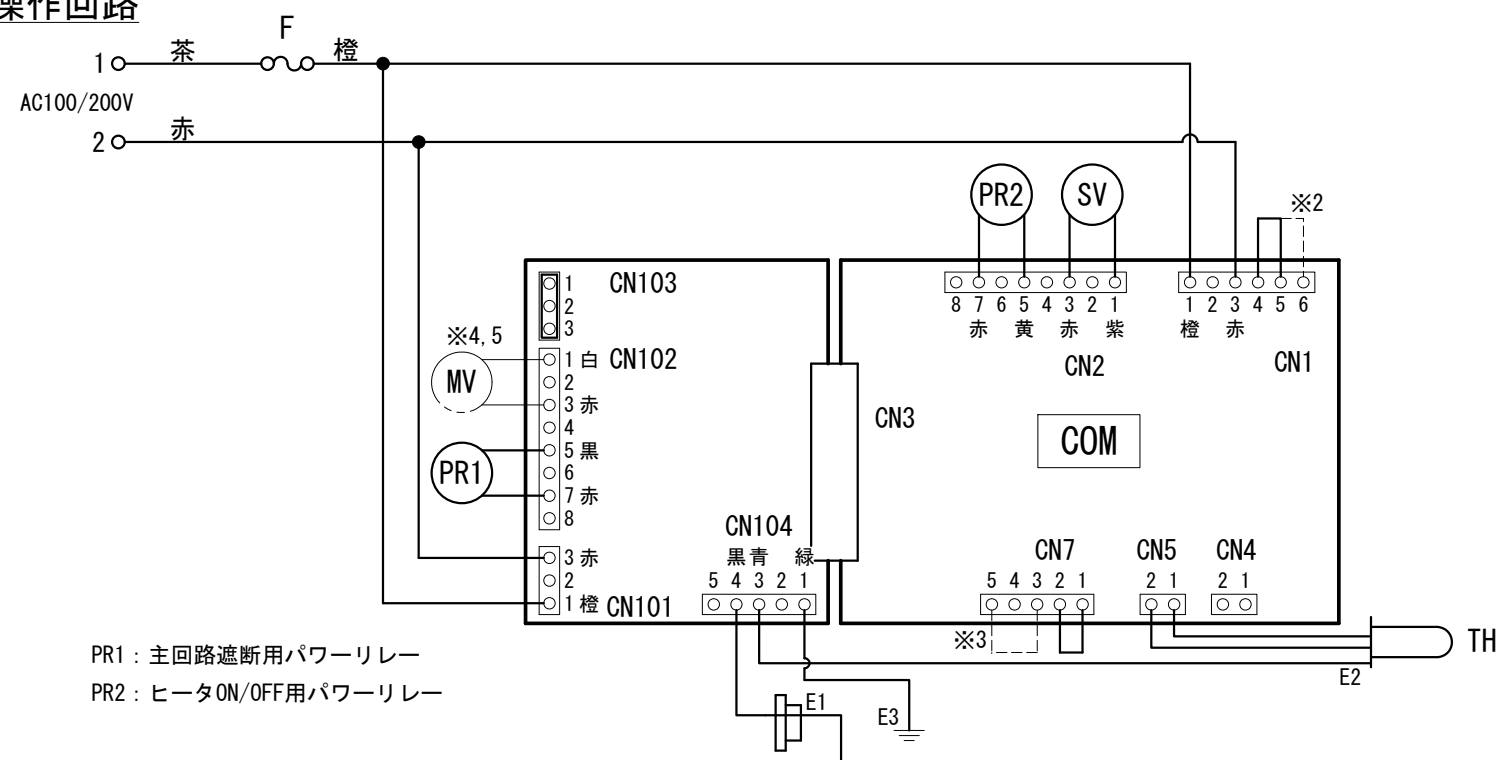 操作回路
F
1 茶 橙
AC100/200V
2 赤
PR2 SV ※2
CN103
1
2
3
8 7 6 5 4 3 2 1
赤 黄 赤 紫
1 2 3 4 5 6
橙 赤
CN2
CN1
※4,5
MV
CN102
1 白
2
3 赤
4
5 黒
6
7 赤
8
PR1
CN3
COM
CN104
黒 青 緑
5 4 3 2 1
3 赤
2
1 橙 CN101
CN7
5 4 3 2 1
CN5
2 1
CN4
2 1
※3
TH
E2
E1
E3
PR1：主回路遮断用パワーリレー
PR2：ヒータON/OFF用パワーリレー